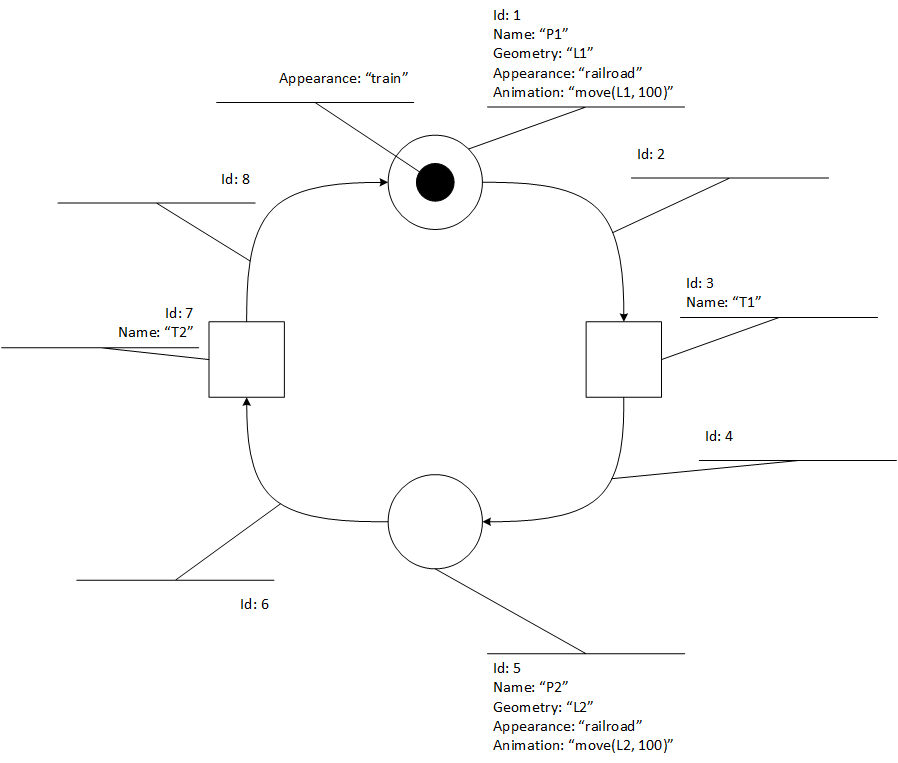 Id: 1
Name: “P1”
Geometry: “L1”
Appearance: “railroad”
Animation: “move(L1, 100)”
Appearance: “train”
Id: 2
Id: 8
Id: 3
Name: “T1”
Id: 7
Name: “T2”
Id: 4
Id: 6
Id: 5
Name: “P2”
Geometry: “L2”
Appearance: “railroad”
Animation: “move(L2, 100)”